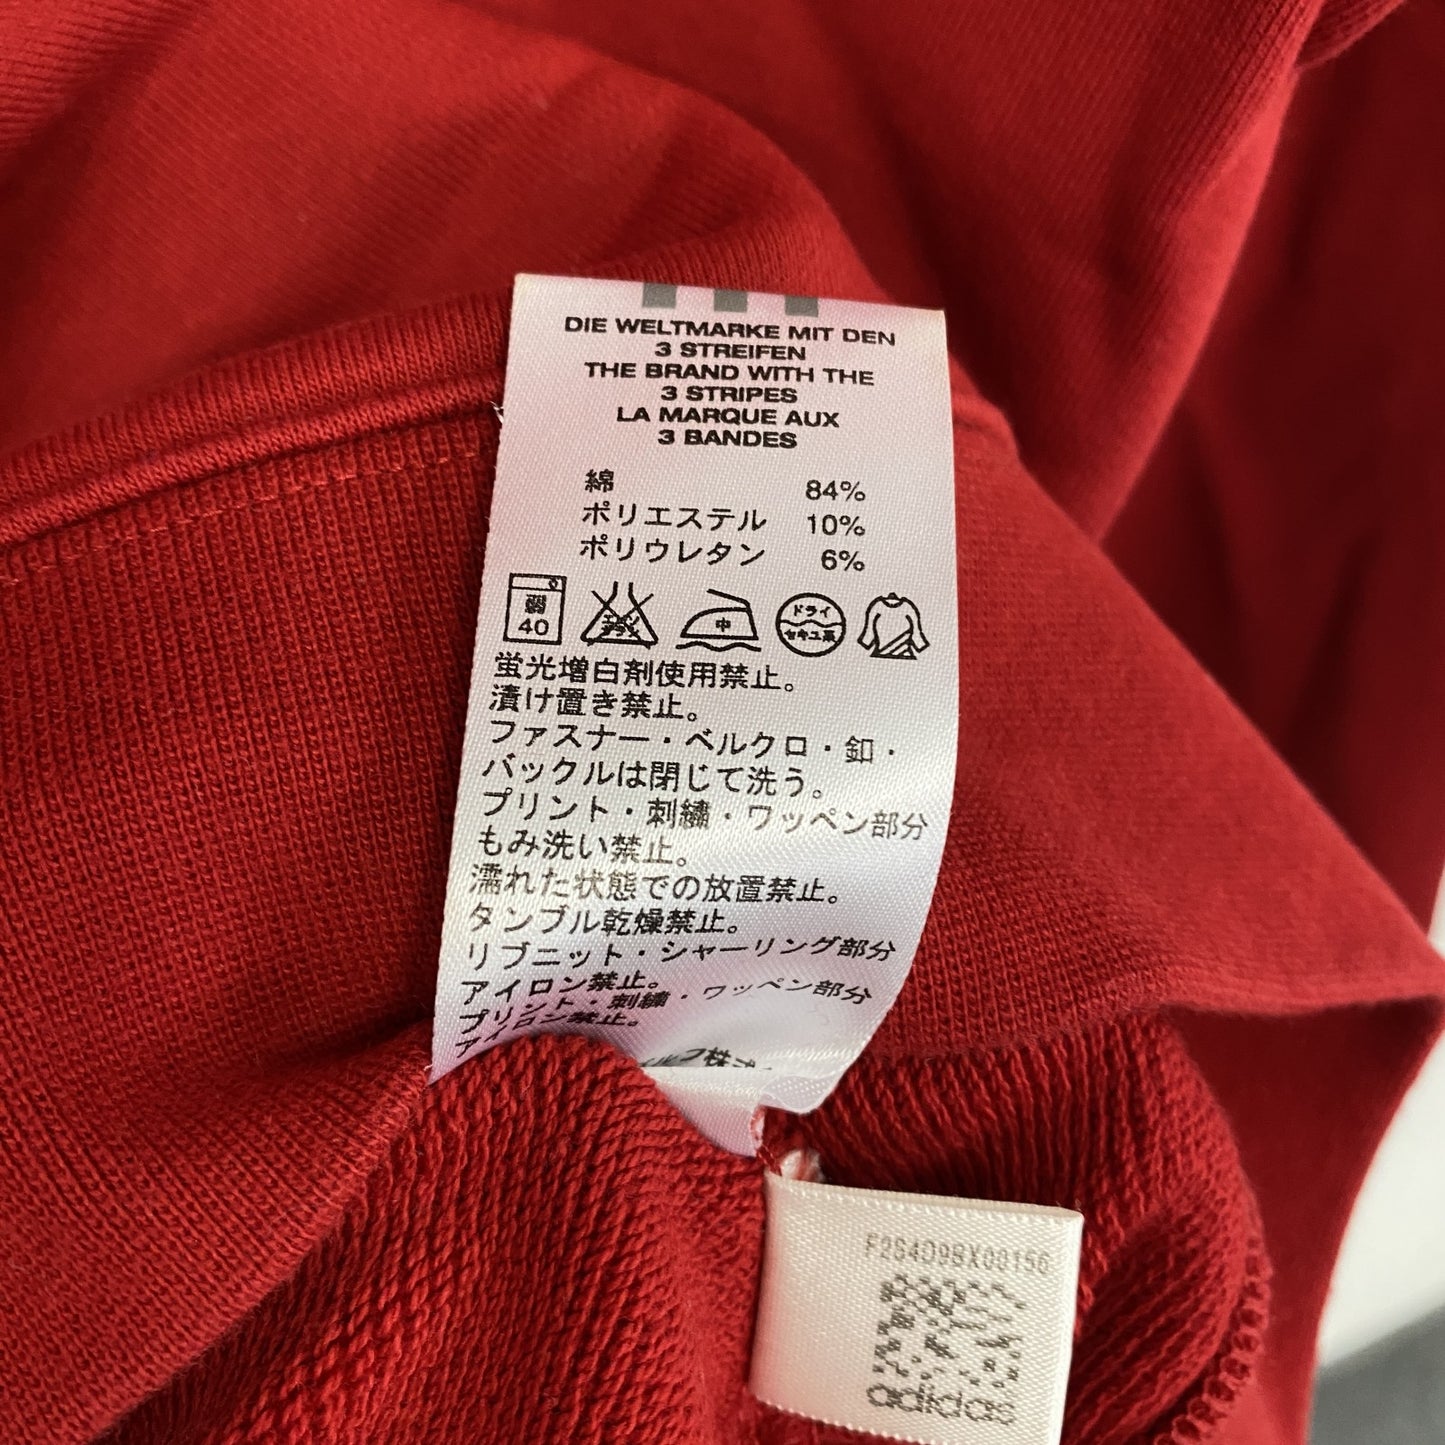 DIE WELTMARKE MIT DEN
3 STREIFEN
THE BRAND WITH THE
3 STRIPES
LA MARQUE AUX
3 BANDES
綿 84%
ポリエステル 10%
ポリウレタン 6%
弱 40 中 ドライ セキユ系
蛍光増白剤使用禁止。
漬け置き禁止。
ファスナー・ベルクロ・釦・
バックルは閉じて洗う。
プリント・刺繍・ワッペン部分
もみ洗い禁止。
濡れた状態での放置禁止。
タンブル乾燥禁止。
リブニット・シャーリング部分
アイロン禁止。
プリント・刺繍・ワッペン部分
アイロン禁止。
F2S4D9BX00156
adidas